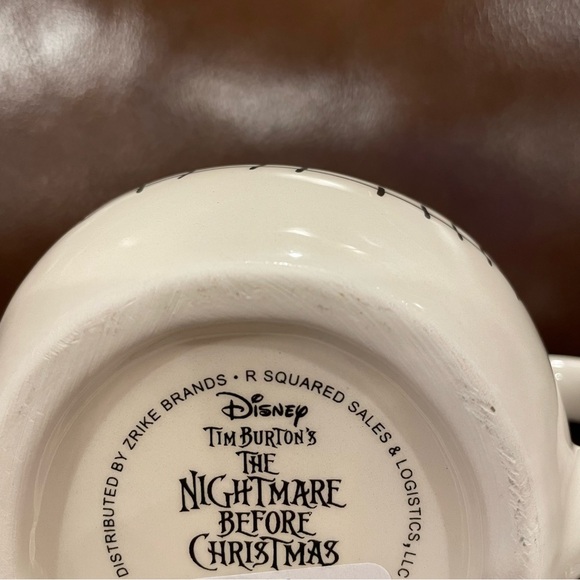 DISTRIBUTED BY ZRIKE BRANDS • R SQUARED SALES & LOGISTICS, LLC
Disney
TIM BURTON'S
THE
NIGHTMARE
BEFORE
CHRISTMAS